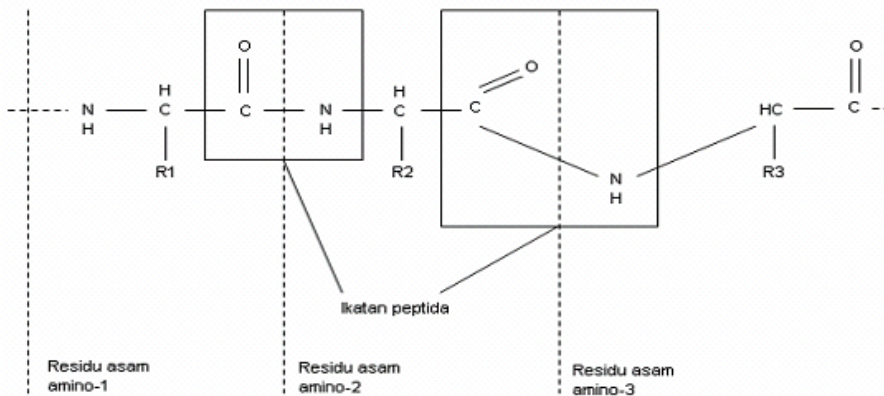 O
O
O
H
H
N
C
C
N
C
C
HC
C
H
H
R1
R2
N
R3
H
Ikatan peptida
Residu asam
amino-1
Residu asam
amino-2
Residu asam
amino-3